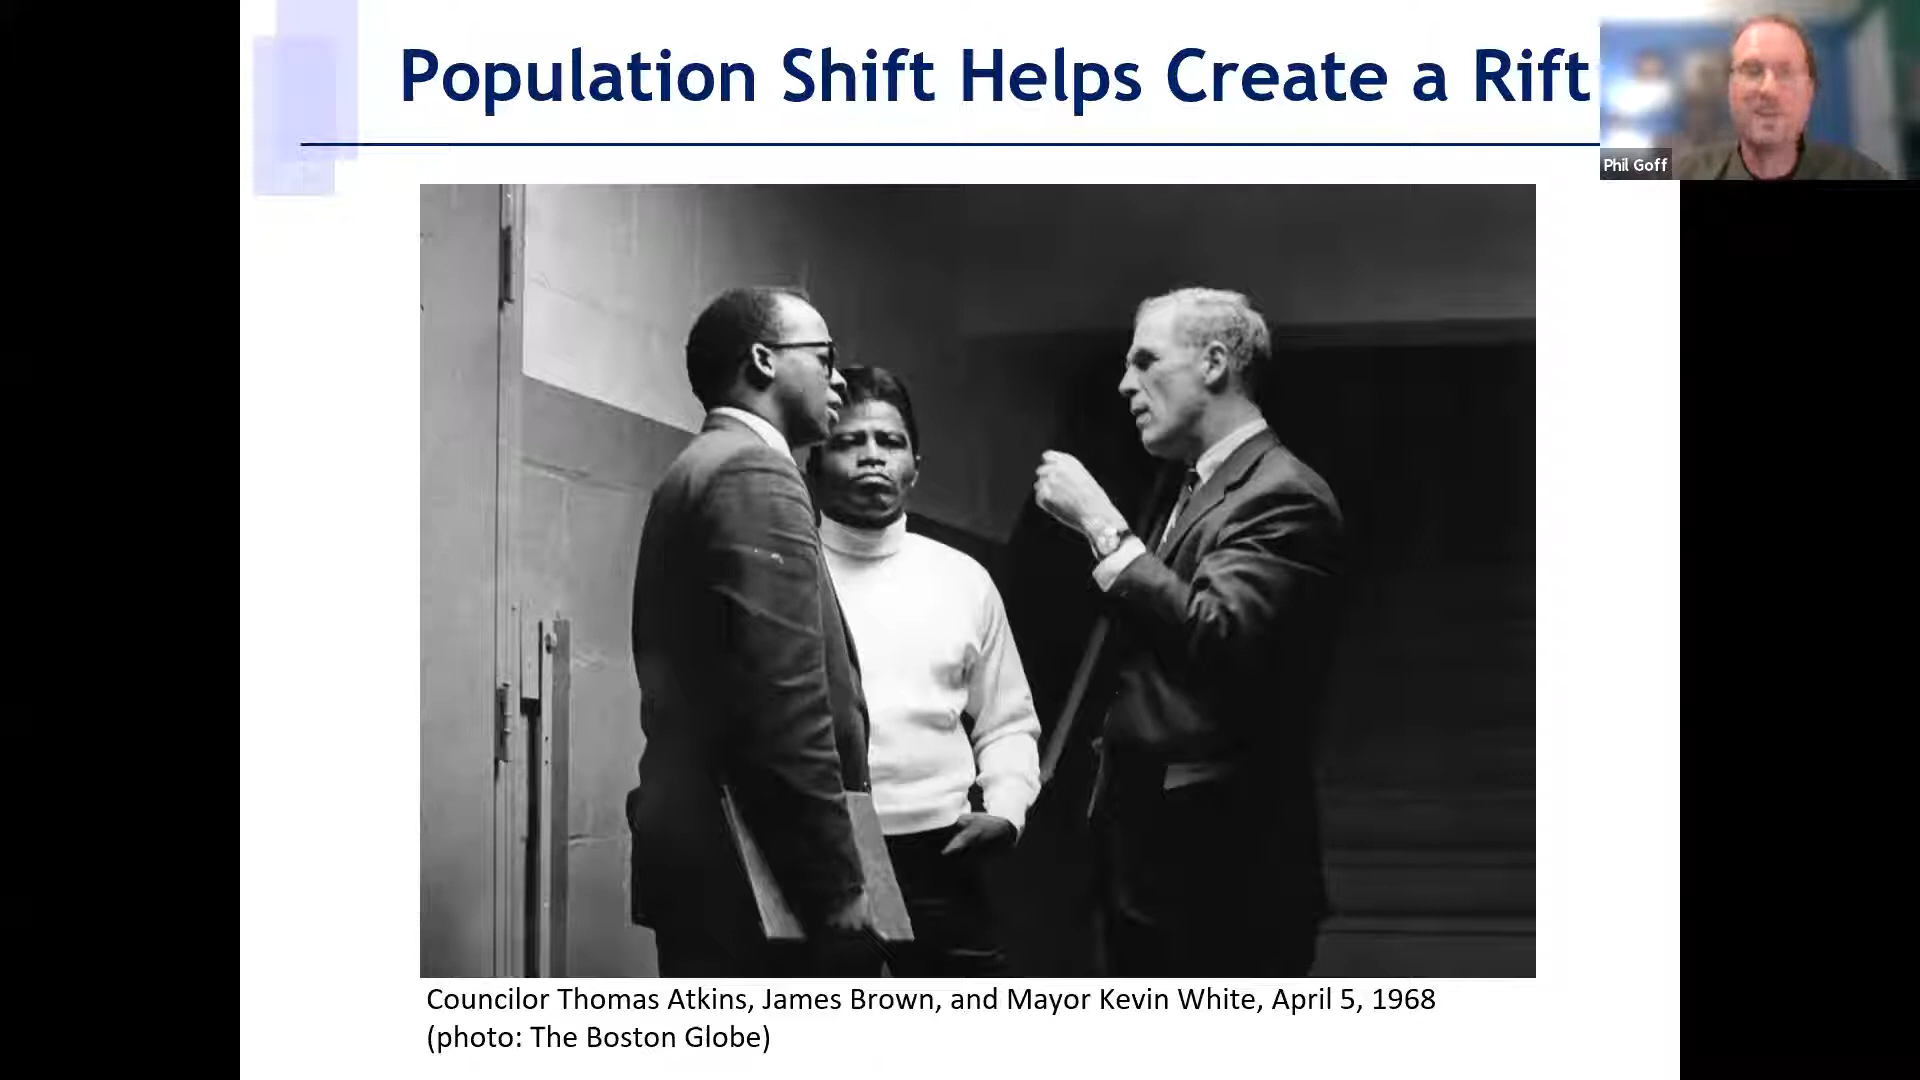 Population Shift Helps Create a Rift
Phil Goff
Councilor Thomas Atkins, James Brown, and Mayor Kevin White, April 5, 1968
(photo: The Boston Globe)